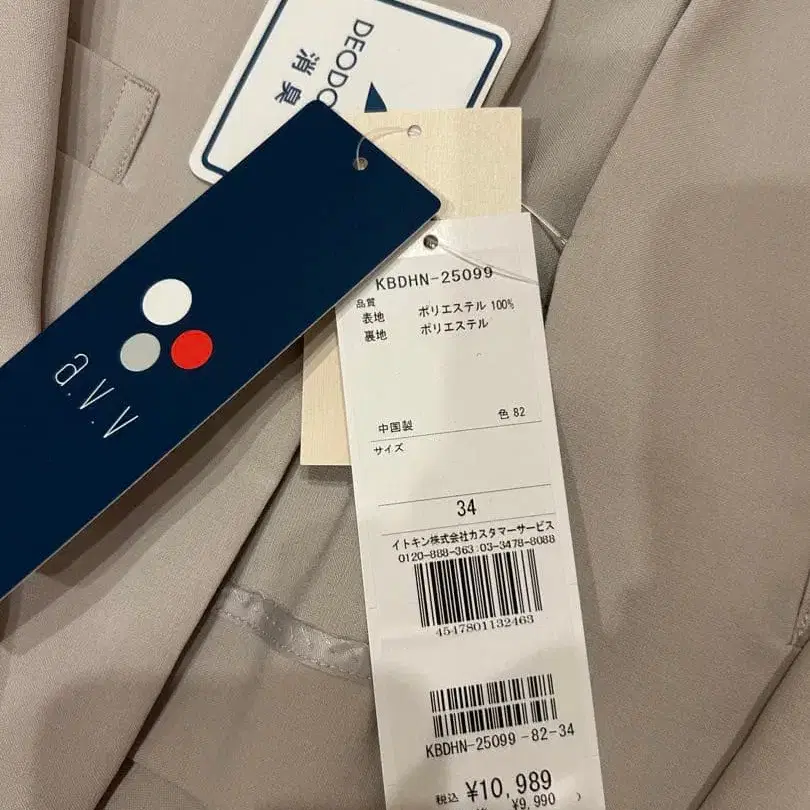 DEODO
消臭
a.v.v
KBDHN-25099
品質
表地 ポリエステル 100%
裏地 ポリエステル
中国製 色 82
サイズ
34
イトキン株式会社カスタマーサービス
0120-888-363:03-3478-8088
4547801132463
KBDHN-25099 -82-34
税込 ¥10,989
¥9,990 )